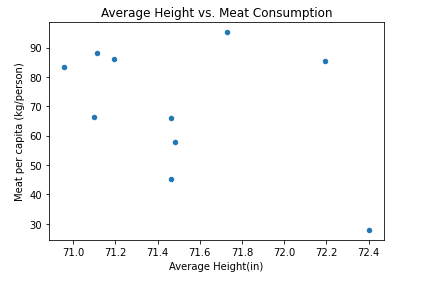 Average Height vs. Meat Consumption
Meat per capita (kg/person)
90
80
70
60
50
40
30
71.0 71.2 71.4 71.6 71.8 72.0 72.2 72.4
Average Height(in)